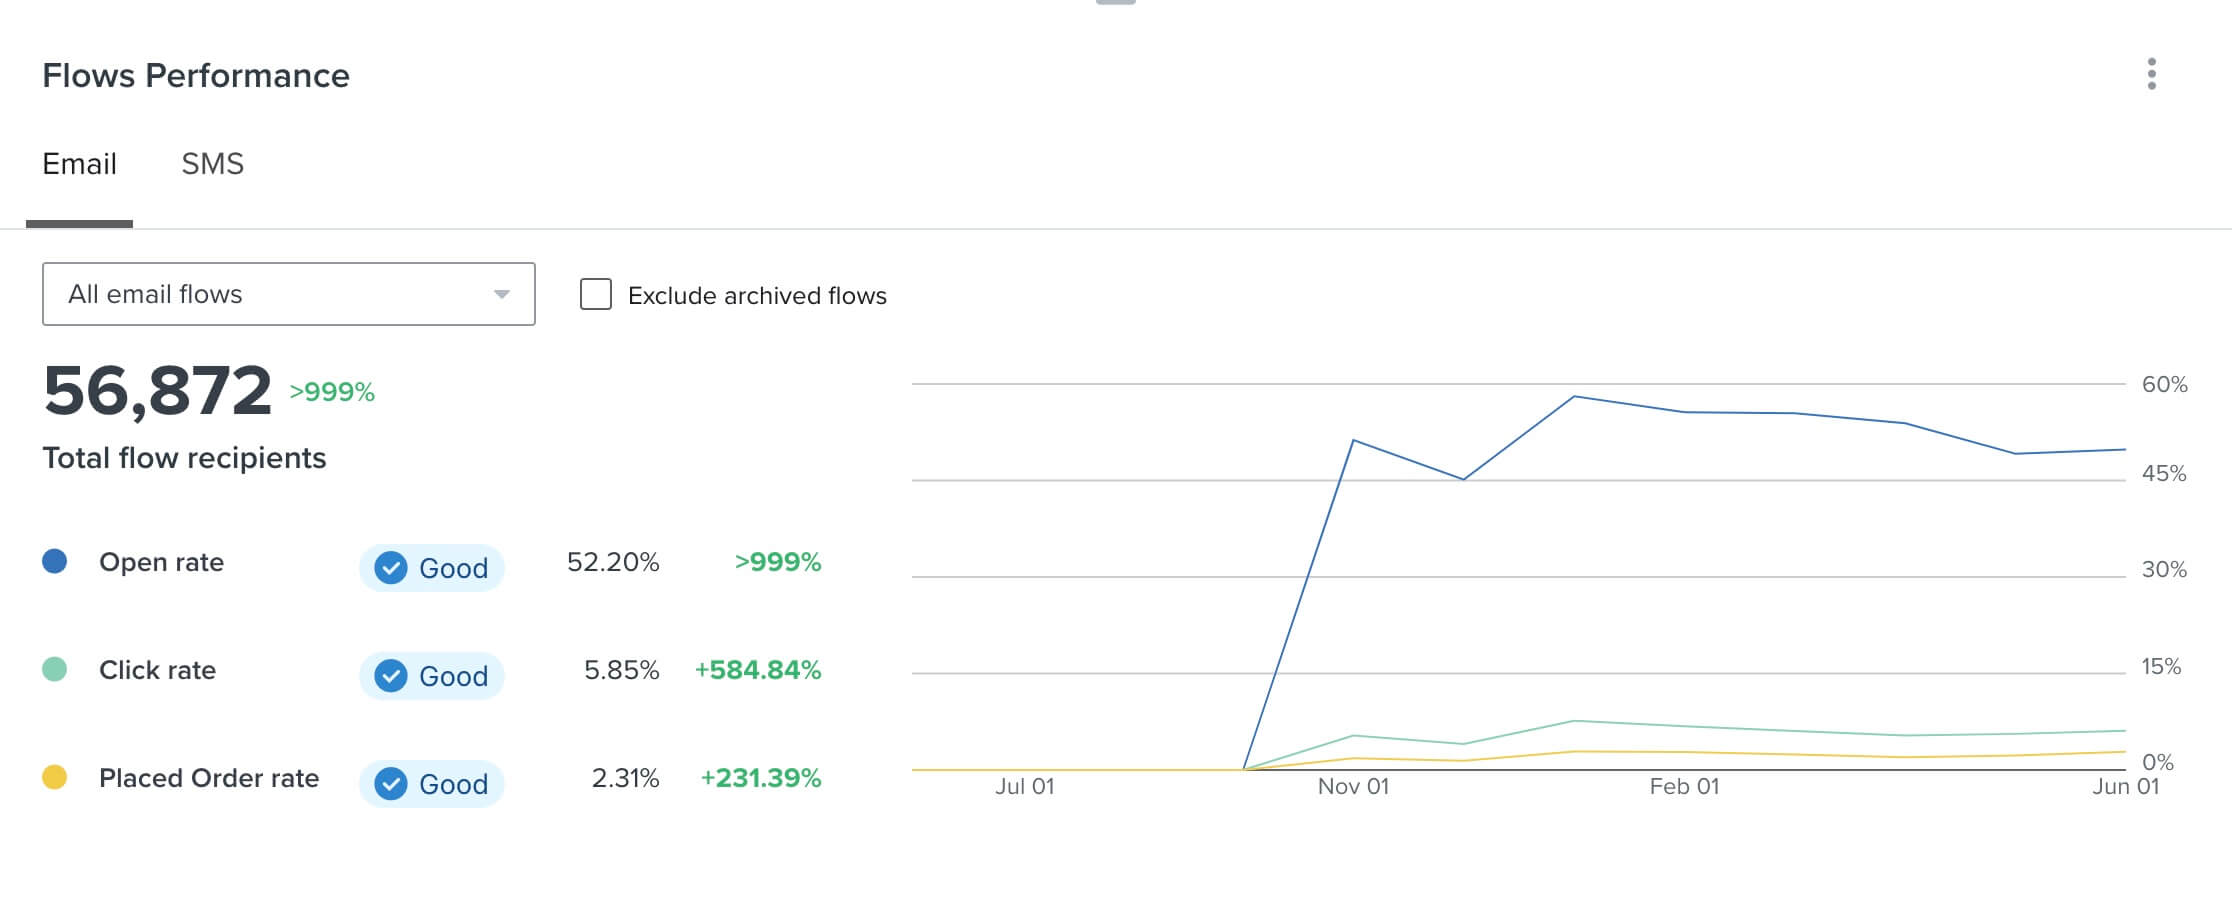 Flows Performance
Email SMS
All email flows Exclude archived flows
56,872 >999%
Total flow recipients
Open rate Good 52.20% >999%
Click rate Good 5.85% +584.84%
Placed Order rate Good 2.31% +231.39%
60%
45%
30%
15%
0%
Jul 01 Nov 01 Feb 01 Jun 01